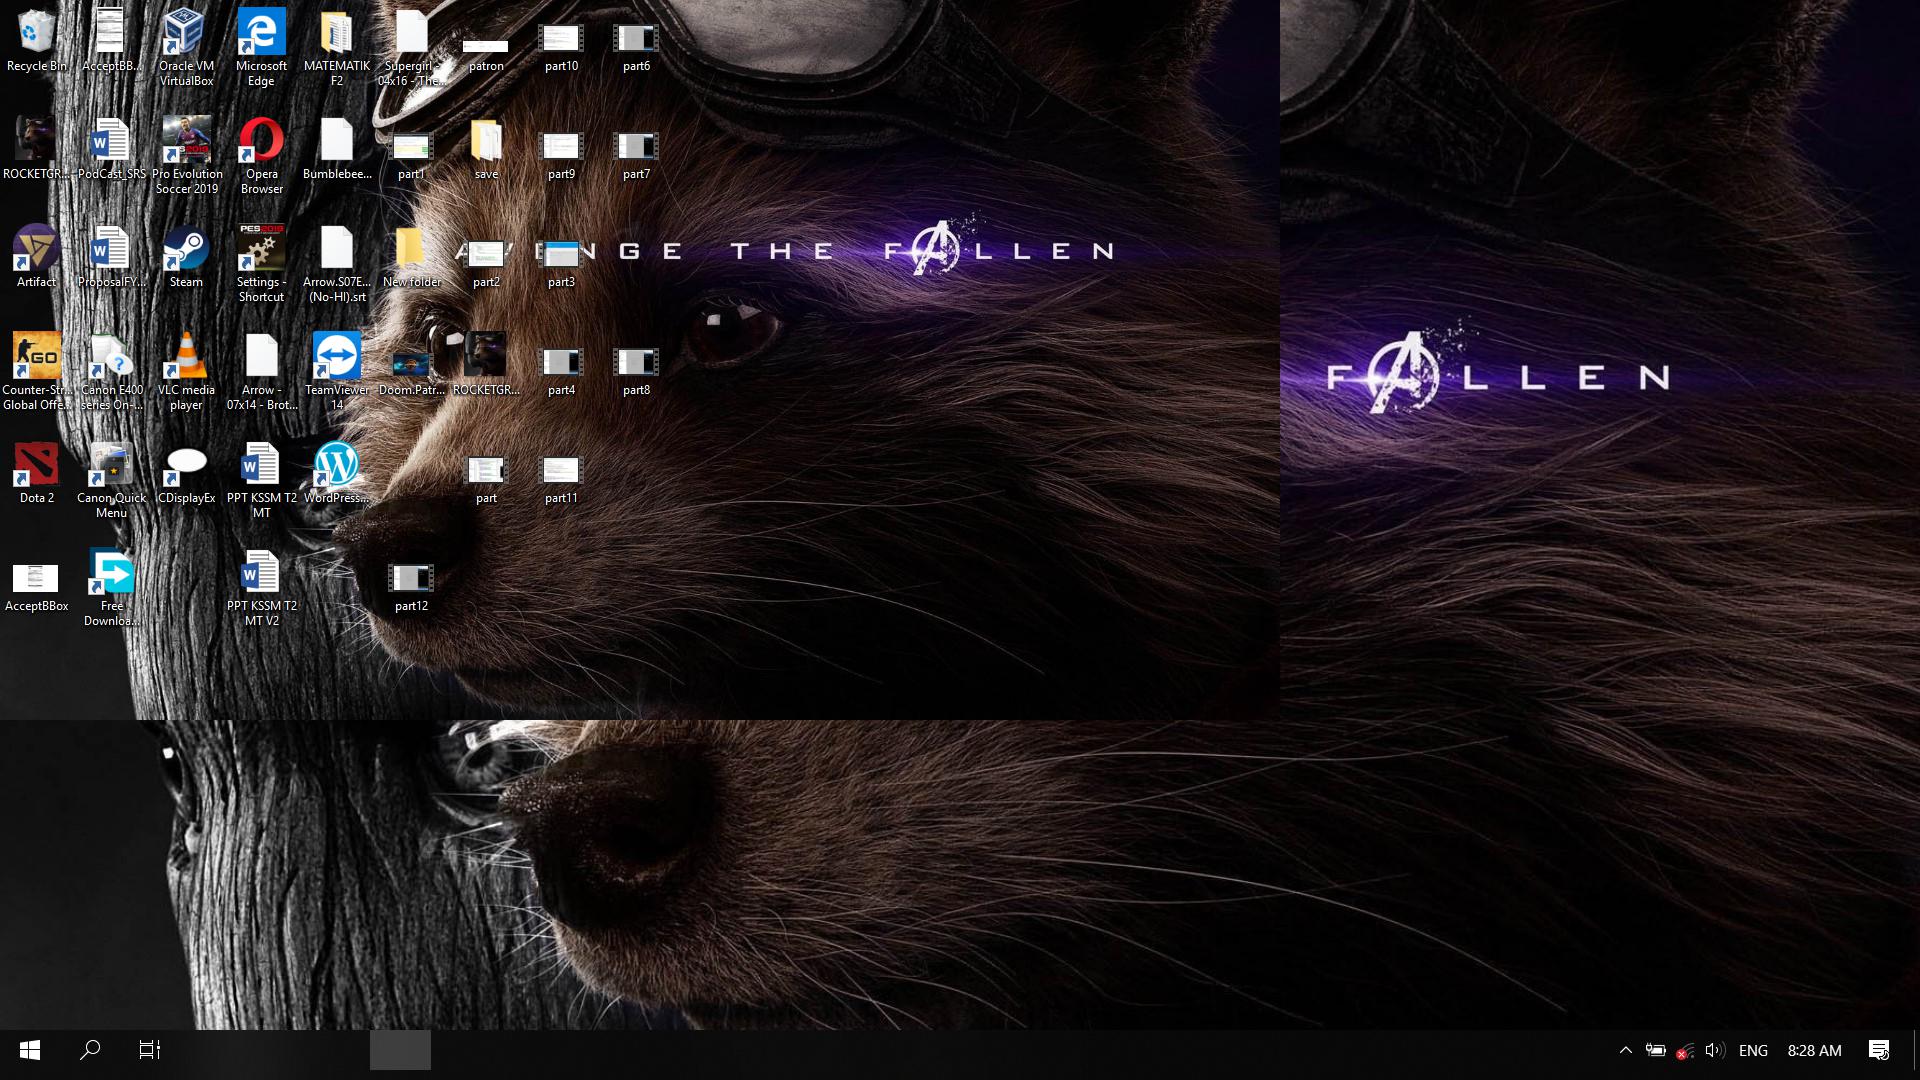 Recycle Bin
AcceptBB...
Oracle VM
VirtualBox
Microsoft
Edge
MATEMATIK
F2
Supergirl -
04x16 - The...
patron
part10
part6
ROCKETGR...
PodCast_SRS
Pro Evolution
Soccer 2019
Opera
Browser
Bumblebee...
part1
save
part9
part7
Artifact
ProposalFY...
Steam
PES2019
Settings -
Shortcut
Arrow.S07E...
(No-HI).srt
New folder
part2
part3
AVENGE THE FALLEN
FALLEN
GO
Counter-Str...
Global Offe...
Canon E400
series On-...
VLC media
player
Arrow -
07x14 - Brot...
TeamViewer
14
Doom.Patr...
ROCKETGR...
part4
part8
Dota 2
Canon Quick
Menu
CDisplayEx
PPT KSSM T2
MT
WordPress...
part
part11
AcceptBBox
Free
Downloa...
PPT KSSM T2
MT V2
part12
ENG
8:28 AM